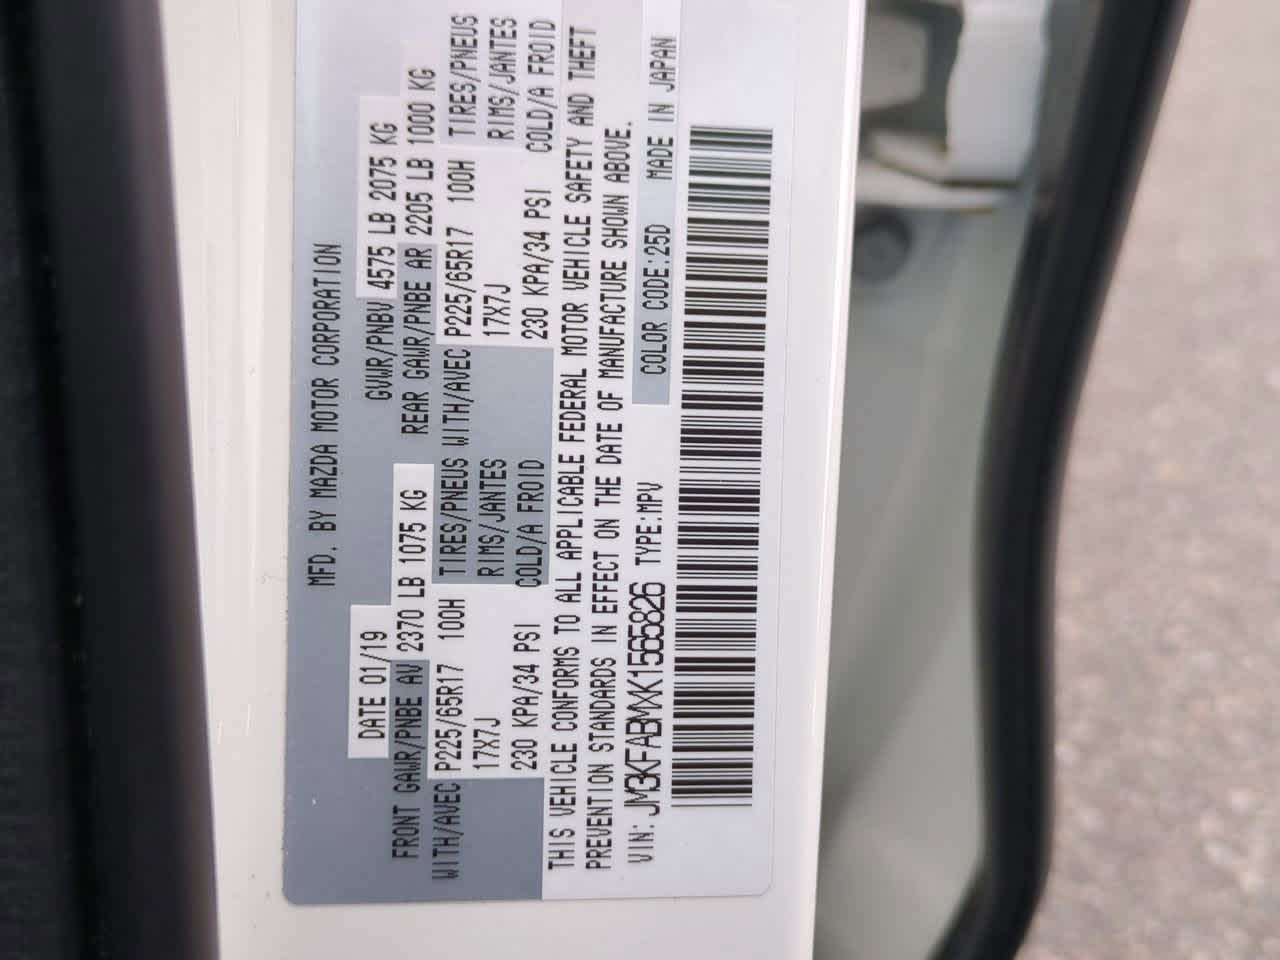 MFD. BY MAZDA MOTOR CORPORATION
DATE 01/19 GVWR/PNBV 4575 LB 2075 KG
FRONT GAWR/PNBE AV 2370 LB 1075 KG REAR GAWR/PNBE AR 2205 LB 1000 KG
WITH/AVEC P225/65R17 100H TIRES/PNEUS WITH/AVEC P225/65R17 100H TIRES/PNEUS
17X7J RIMS/JANTES 17X7J RIMS/JANTES
230 KPA/34 PSI COLD/A FROID 230 KPA/34 PSI COLD/A FROID
THIS VEHICLE CONFORMS TO ALL APPLICABLE FEDERAL MOTOR VEHICLE SAFETY AND THEFT
PREVENTION STANDARDS IN EFFECT ON THE DATE OF MANUFACTURE SHOWN ABOVE.
VIN: JM3KFABMXK1565826 TYPE:MPV COLOR CODE:25D MADE IN JAPAN